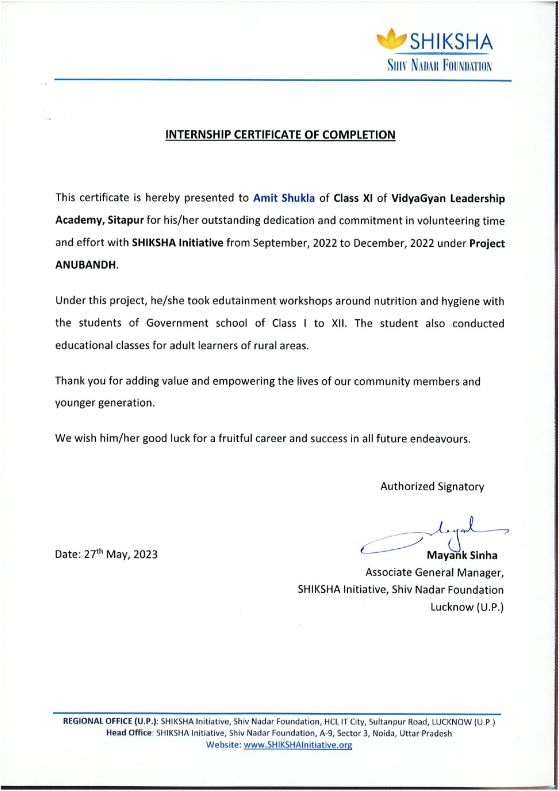 SHIKSHA
SHIV NADAR FOUNDATION
INTERNSHIP CERTIFICATE OF COMPLETION
This certificate is hereby presented to Amit Shukla of Class XI of VidyaGyan Leadership
Academy, Sitapur for his/her outstanding dedication and commitment in volunteering time
and effort with SHIKSHA Initiative from September, 2022 to December, 2022 under Project
ANUBANDH.
Under this project, he/she took edutainment workshops around nutrition and hygiene with
the students of Government school of Class I to XII. The student also conducted
educational classes for adult learners of rural areas.
Thank you for adding value and empowering the lives of our community members and
younger generation.
We wish him/her good luck for a fruitful career and success in all future endeavours.
Authorized Signatory
Date: 27th May, 2023
Mayank Sinha
Associate General Manager,
SHIKSHA Initiative, Shiv Nadar Foundation
Lucknow (U.P.)
REGIONAL OFFICE (U.P.): SHIKSHA Initiative, Shiv Nadar Foundation, HCL IT City, Sultanpur Road, LUCKNOW (U.P.)
Head Office: SHIKSHA Initiative, Shiv Nadar Foundation, A-9, Sector 3, Noida, Uttar Pradesh
Website: www.SHIKSHAInitiative.org